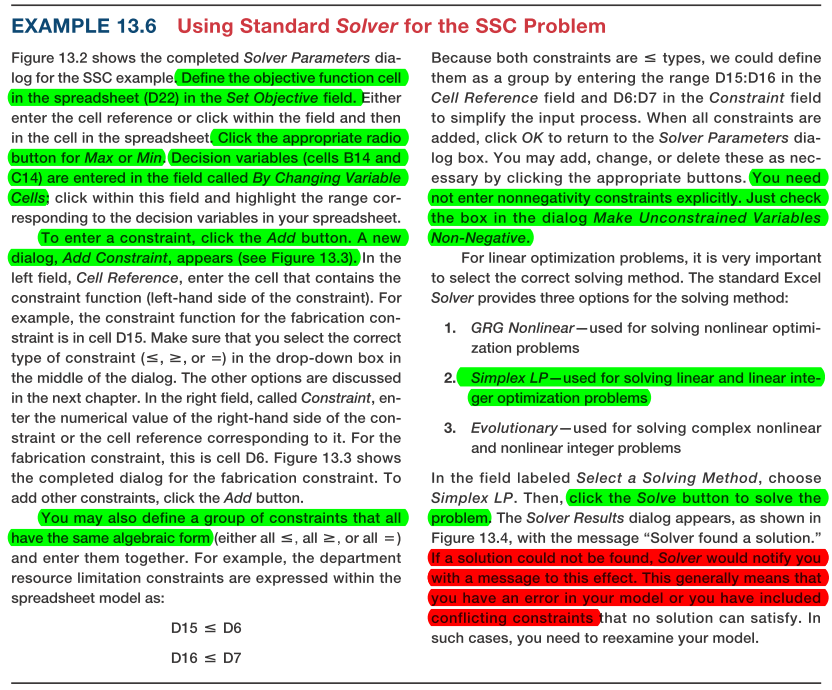 EXAMPLE 13.6 Using Standard Solver for the SSC Problem
Figure 13.2 shows the completed Solver Parameters dia-
log for the SSC example. Define the objective function cell
in the spreadsheet (D22) in the Set Objective field. Either
enter the cell reference or click within the field and then
in the cell in the spreadsheet. Click the appropriate radio
button for Max or Min. Decision variables (cells B14 and
C14) are entered in the field called By Changing Variable
Cells; click within this field and highlight the range cor-
responding to the decision variables in your spreadsheet.
To enter a constraint, click the Add button. A new
dialog, Add Constraint, appears (see Figure 13.3). In the
left field, Cell Reference, enter the cell that contains the
constraint function (left-hand side of the constraint). For
example, the constraint function for the fabrication con-
straint is in cell D15. Make sure that you select the correct
type of constraint (≤, ≥, or =) in the drop-down box in
the middle of the dialog. The other options are discussed
in the next chapter. In the right field, called Constraint, en-
ter the numerical value of the right-hand side of the con-
straint or the cell reference corresponding to it. For the
fabrication constraint, this is cell D6. Figure 13.3 shows
the completed dialog for the fabrication constraint. To
add other constraints, click the Add button.
You may also define a group of constraints that all
have the same algebraic form (either all ≤, all ≥, or all =)
and enter them together. For example, the department
resource limitation constraints are expressed within the
spreadsheet model as:
D15 ≤ D6
D16 ≤ D7
Because both constraints are ≤ types, we could define
them as a group by entering the range D15:D16 in the
Cell Reference field and D6:D7 in the Constraint field
to simplify the input process. When all constraints are
added, click OK to return to the Solver Parameters dia-
log box. You may add, change, or delete these as nec-
essary by clicking the appropriate buttons. You need
not enter nonnegativity constraints explicitly. Just check
the box in the dialog Make Unconstrained Variables
Non-Negative.
For linear optimization problems, it is very important
to select the correct solving method. The standard Excel
Solver provides three options for the solving method:
1. GRG Nonlinear—used for solving nonlinear optimi-
zation problems
2. Simplex LP—used for solving linear and linear inte-
ger optimization problems
3. Evolutionary—used for solving complex nonlinear
and nonlinear integer problems
In the field labeled Select a Solving Method, choose
Simplex LP. Then, click the Solve button to solve the
problem. The Solver Results dialog appears, as shown in
Figure 13.4, with the message “Solver found a solution.”
If a solution could not be found, Solver would notify you
with a message to this effect. This generally means that
you have an error in your model or you have included
conflicting constraints that no solution can satisfy. In
such cases, you need to reexamine your model.